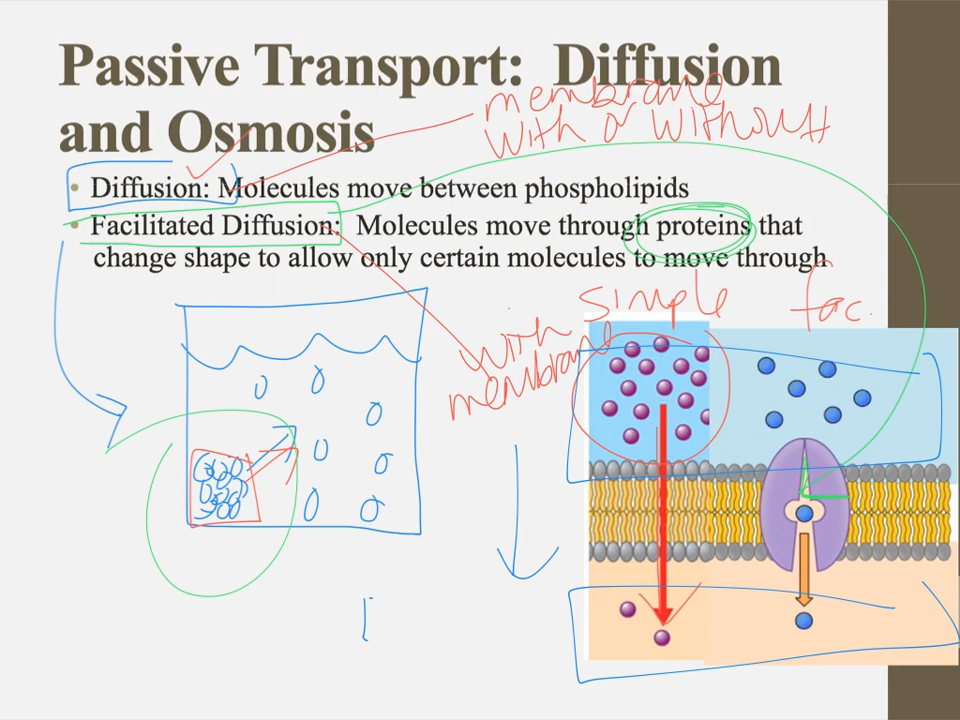 Passive Transport: Diffusion
and Osmosis
membrane
with or without
• Diffusion: Molecules move between phospholipids
• Facilitated Diffusion: Molecules move through proteins that
change shape to allow only certain molecules to move through
simple fac.
with
membrane